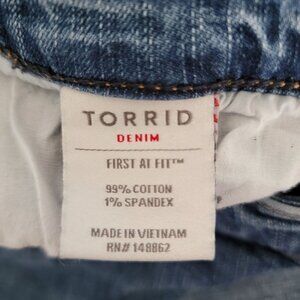 TORRID
DENIM
FIRST AT FIT™
99% COTTON
1% SPANDEX
MADE IN VIETNAM
RN# 148862